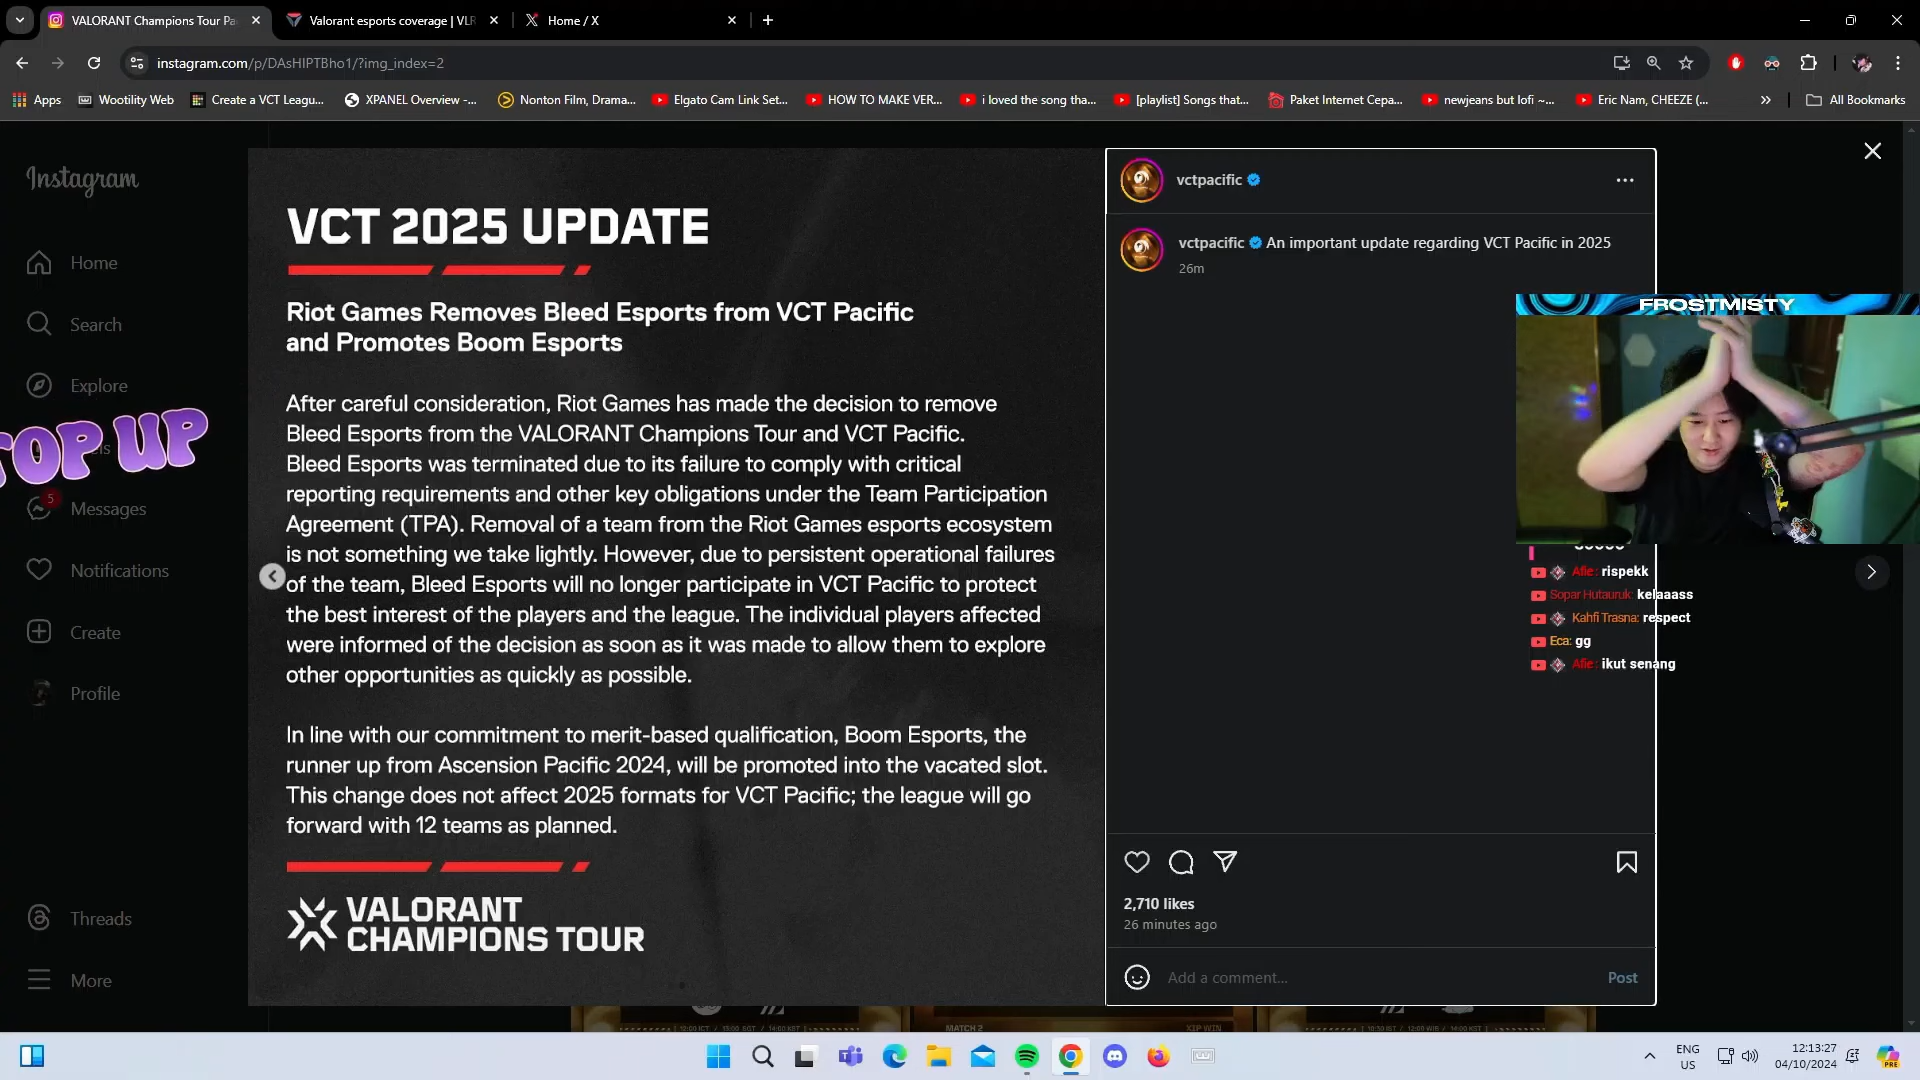 VALORANT Champions Tour Pa
Valorant esports coverage | VLR
Home / X
instagram.com/p/DAsHIPTBho1/?img_index=2
Apps
Wootility Web
Create a VCT Leagu...
XPANEL Overview -...
Nonton Film, Drama...
Elgato Cam Link Set...
HOW TO MAKE VER...
i loved the song tha...
[playlist] Songs that...
Paket Internet Cepa...
newjeans but lofi ~...
Eric Nam, CHEEZE (...
All Bookmarks
Instagram
Home
Search
Explore
TOP UP
5
Messages
Notifications
Create
Profile
Threads
More
VCT 2025 UPDATE
Riot Games Removes Bleed Esports from VCT Pacific
and Promotes Boom Esports
After careful consideration, Riot Games has made the decision to remove
Bleed Esports from the VALORANT Champions Tour and VCT Pacific.
Bleed Esports was terminated due to its failure to comply with critical
reporting requirements and other key obligations under the Team Participation
Agreement (TPA). Removal of a team from the Riot Games esports ecosystem
is not something we take lightly. However, due to persistent operational failures
of the team, Bleed Esports will no longer participate in VCT Pacific to protect
the best interest of the players and the league. The individual players affected
were informed of the decision as soon as it was made to allow them to explore
other opportunities as quickly as possible.
In line with our commitment to merit-based qualification, Boom Esports, the
runner up from Ascension Pacific 2024, will be promoted into the vacated slot.
This change does not affect 2025 formats for VCT Pacific; the league will go
forward with 12 teams as planned.
VALORANT
CHAMPIONS TOUR
vctpacific
vctpacific An important update regarding VCT Pacific in 2025
26m
FROSTMISTY
Afie: rispekk
Sopar Hutauruk: kelaaass
Kahfi Trasna: respect
Eca: gg
Afie: ikut senang
2,710 likes
26 minutes ago
Add a comment...
Post
MATCH 2
ENG
US
12:13:27
04/10/2024
PRE